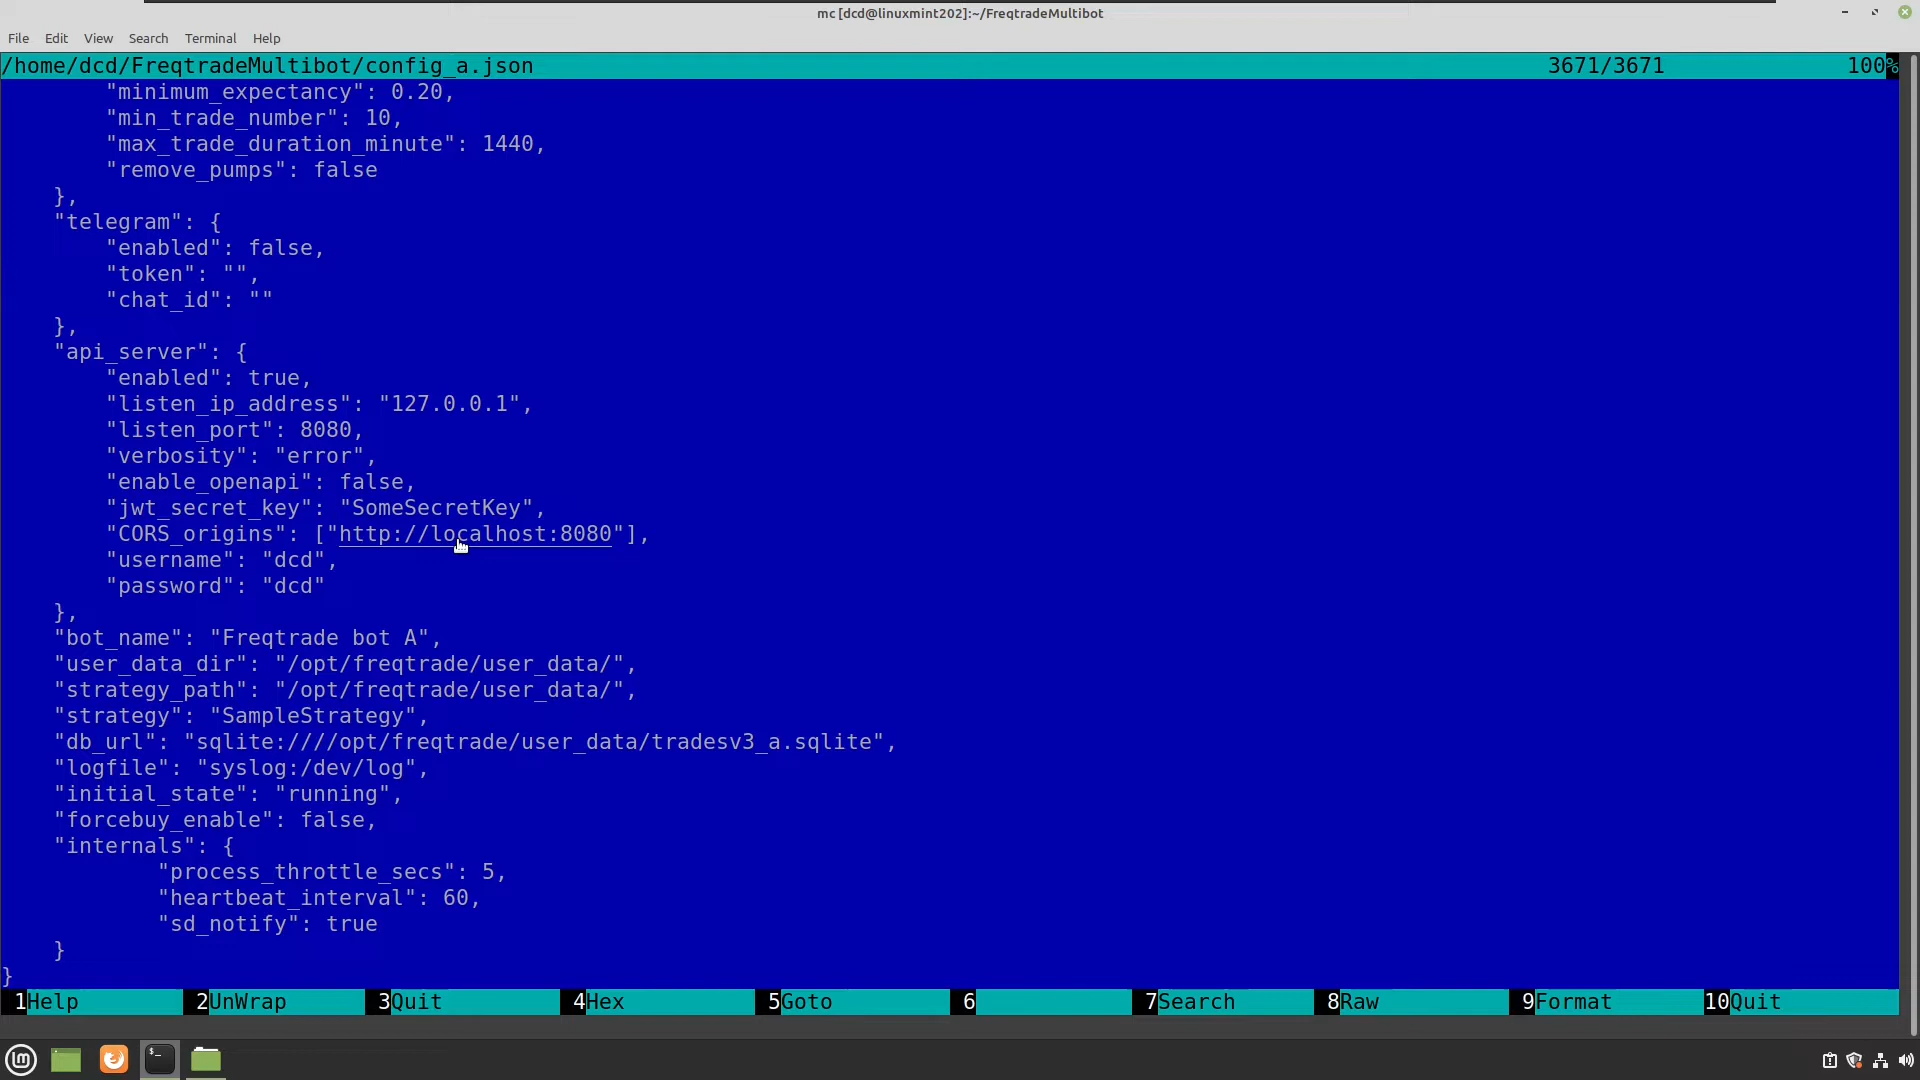 mc [dcd@linuxmint202]:~/FreqtradeMultibot
File Edit View Search Terminal Help
/home/dcd/FreqtradeMultibot/config_a.json 3671/3671 100%
"minimum_expectancy": 0.20,
"min_trade_number": 10,
"max_trade_duration_minute": 1440,
"remove_pumps": false
},
"telegram": {
"enabled": false,
"token": "",
"chat_id": ""
},
"api_server": {
"enabled": true,
"listen_ip_address": "127.0.0.1",
"listen_port": 8080,
"verbosity": "error",
"enable_openapi": false,
"jwt_secret_key": "SomeSecretKey",
"CORS_origins": ["http://localhost:8080"],
"username": "dcd",
"password": "dcd"
},
"bot_name": "Freqtrade bot A",
"user_data_dir": "/opt/freqtrade/user_data/",
"strategy_path": "/opt/freqtrade/user_data/",
"strategy": "SampleStrategy",
"db_url": "sqlite:////opt/freqtrade/user_data/tradesv3_a.sqlite",
"logfile": "syslog:/dev/log",
"initial_state": "running",
"forcebuy_enable": false,
"internals": {
"process_throttle_secs": 5,
"heartbeat_interval": 60,
"sd_notify": true
}
}
1Help 2UnWrap 3Quit 4Hex 5Goto 6 7Search 8Raw 9Format 10Quit